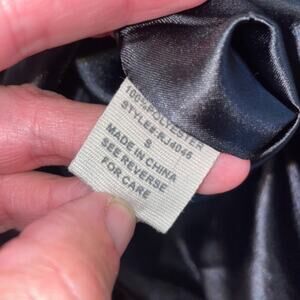 100%POLYESTER
STYLE#:RJ4046
S
MADE IN CHINA
SEE REVERSE
FOR CARE